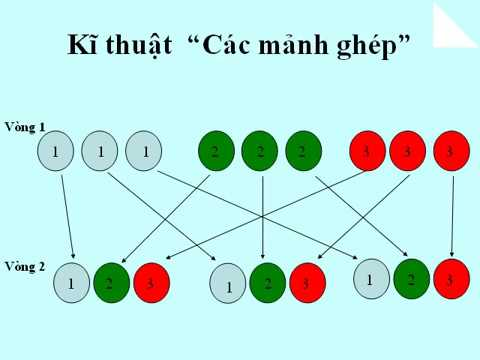 Kĩ thuật “Các mảnh ghép”
Vòng 1
1 1 1 2 2 2 3 3 3
Vòng 2
1 2 3 1 2 3 1 2 3